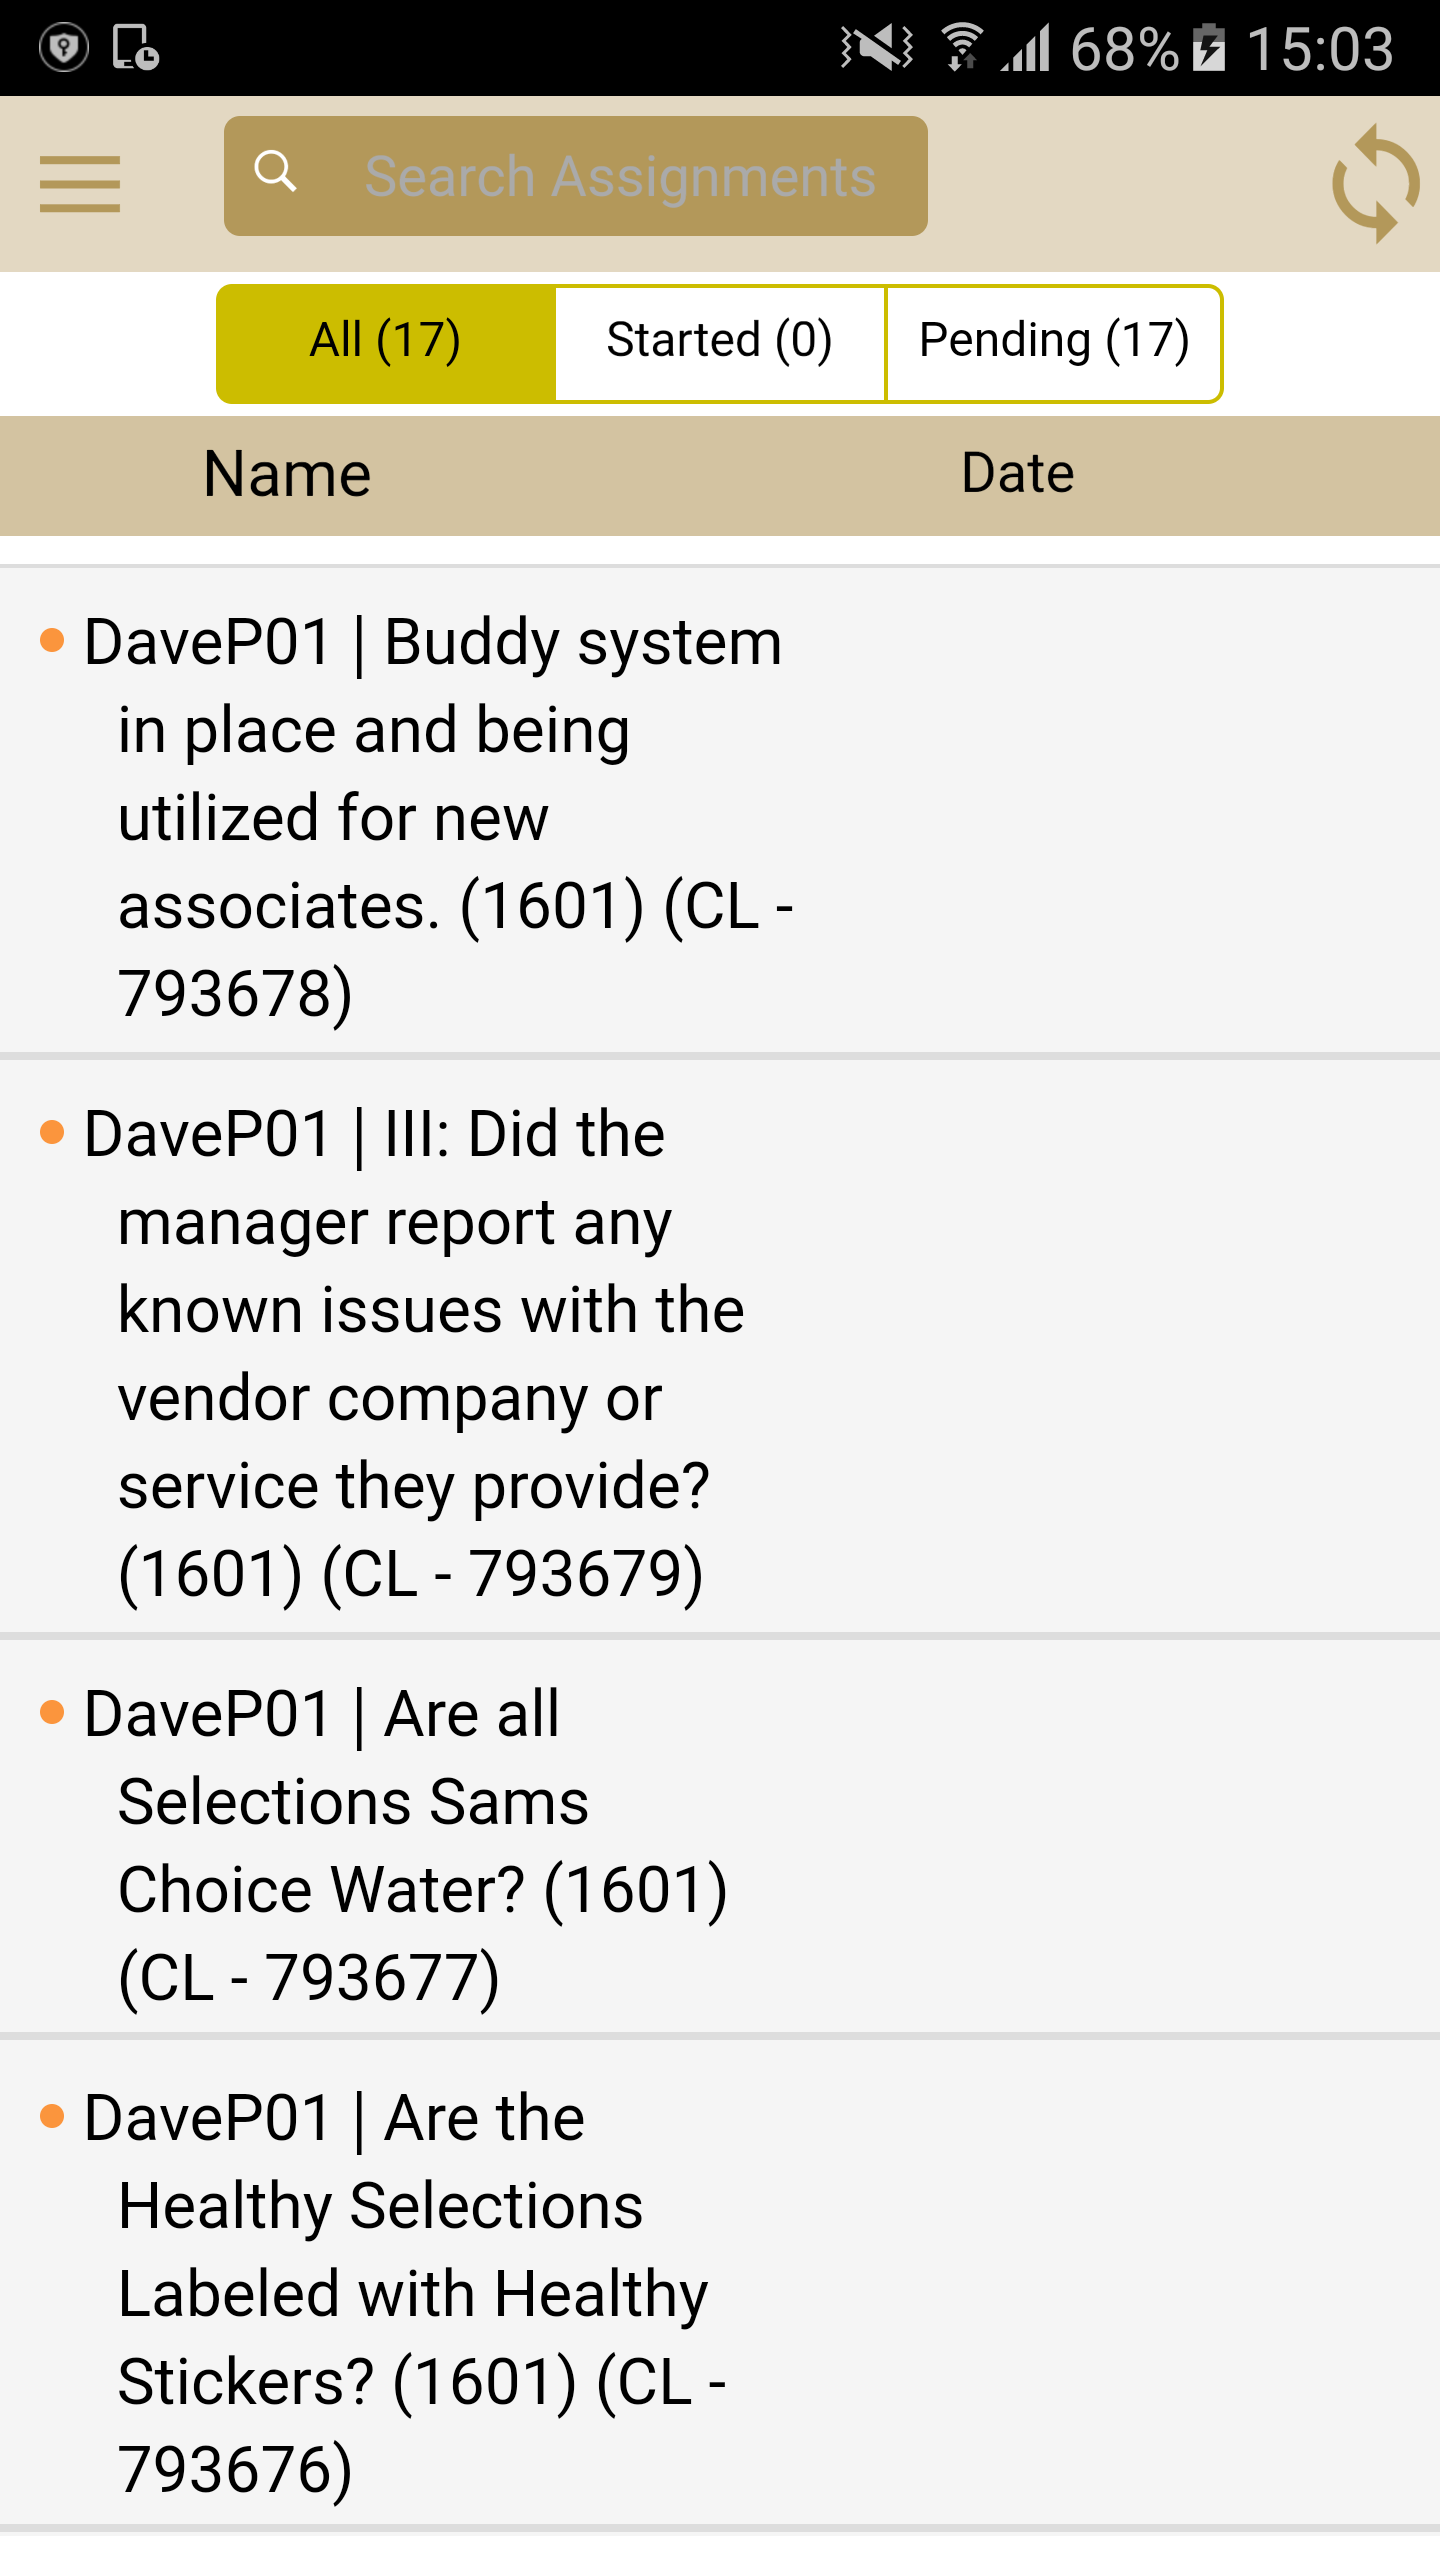 68% 15:03
Search Assignments
All (17) Started (0) Pending (17)
Name Date
DaveP01 | Buddy system
in place and being
utilized for new
associates. (1601) (CL -
793678)
DaveP01 | III: Did the
manager report any
known issues with the
vendor company or
service they provide?
(1601) (CL - 793679)
DaveP01 | Are all
Selections Sams
Choice Water? (1601)
(CL - 793677)
DaveP01 | Are the
Healthy Selections
Labeled with Healthy
Stickers? (1601) (CL -
793676)